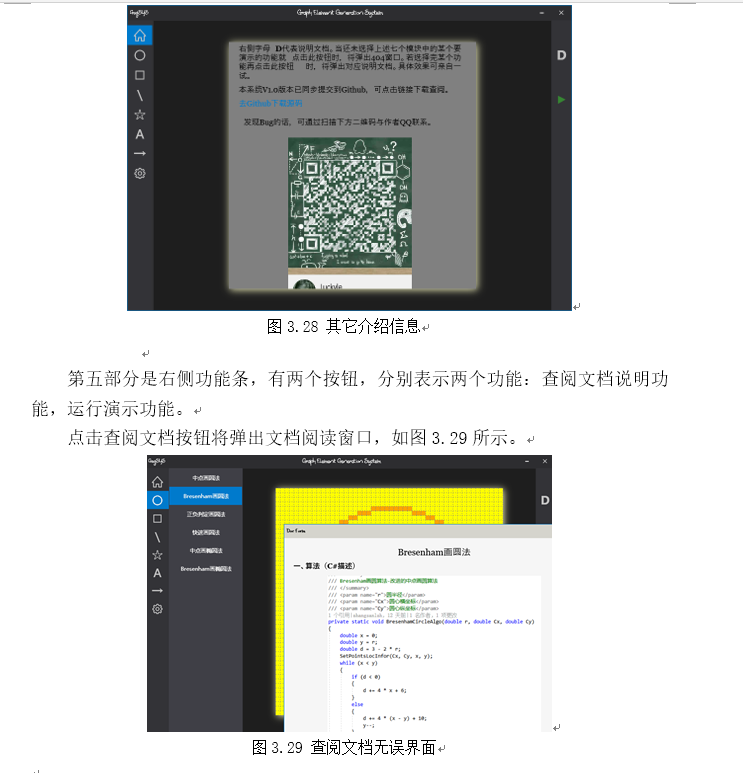 Graph Element Generation System
右侧字母 D代表说明文档。当还未选择上述七个模块中的某个要
演示的功能就 点击此按钮时，将弹出404窗口。若选择完某个功
能再点击此按钮 时，将弹出对应说明文档。具体效果可亲自一
试。
本系统V1.0版本已同步提交到Github，可点击链接下载查阅。
去Github下载源码
发现Bug的话，可通过扫描下方二维码与作者QQ联系。
D
A
图 3.28 其它介绍信息
第五部分是右侧功能条，有两个按钮，分别表示两个功能：查阅文档说明功
能，运行演示功能。
点击查阅文档按钮将弹出文档阅读窗口，如图 3.29 所示。
Graph Element Generation System
中点画圆法
Bresenham画圆法
正负判定画圆法
快速画圆法
中点画椭圆法
Bresenham画椭圆法
A
D
Bresenham画圆法
一、算法（C#描述）
/// Bresenham画圆算法-改进的中点画圆算法
/// </summary>
/// <param name="r">圆半径</param>
/// <param name="Cx">圆心横坐标</param>
/// <param name="Cy">圆心纵坐标</param>
private static void BresenhamCircleAlgo(double r, double Cx, double Cy)
{
double x = 0;
double y = r;
double d = 3 - 2 * r;
SetPointsLocInfor(Cx, Cy, x, y);
while (x < y)
{
if (d < 0)
{
d += 4 * x + 6;
}
else
{
d += 4 * (x - y) + 10;
y--;
}
图 3.29 查阅文档无误界面